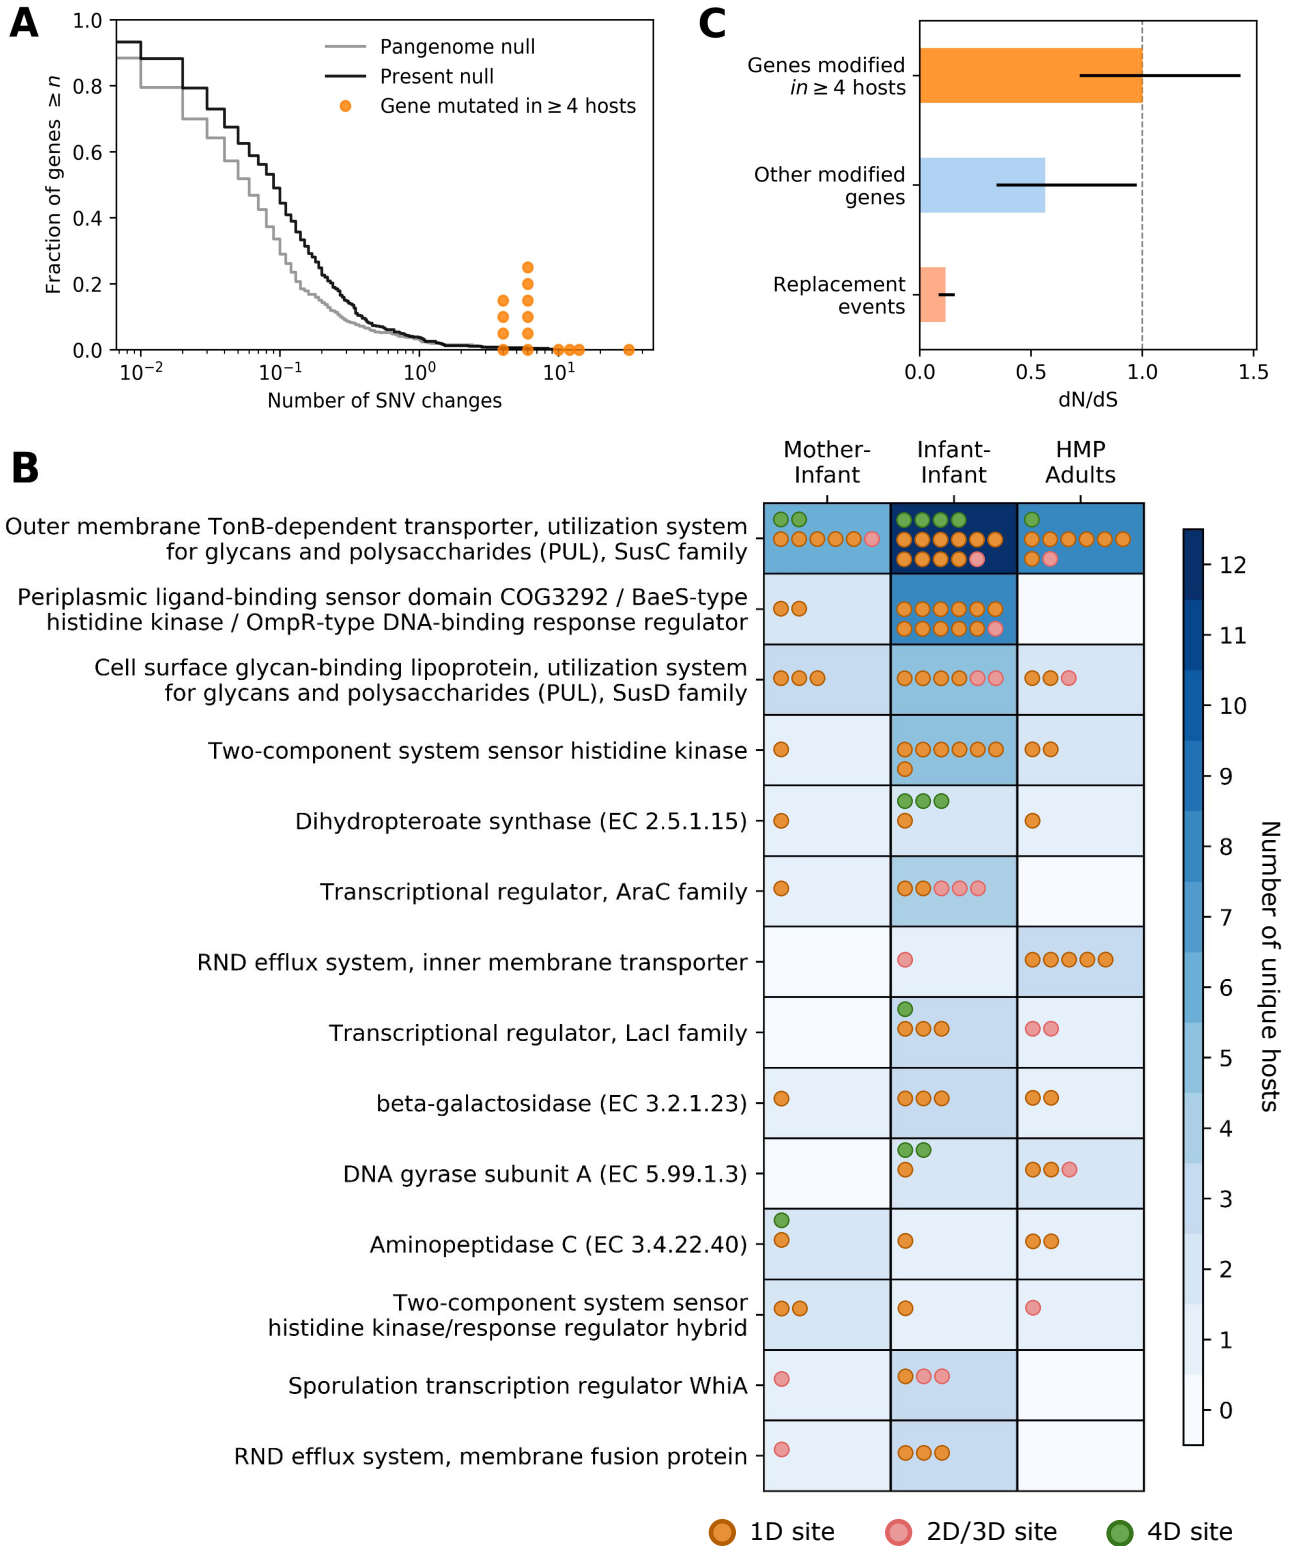 A
1.0
0.8
0.6
0.4
0.2
0.0
Fraction of genes ≥ n
Pangenome null
Present null
Gene mutated in ≥ 4 hosts
10⁻²
10⁻¹
10⁰
10¹
Number of SNV changes
C
Genes modified
in ≥ 4 hosts
Other modified
genes
Replacement
events
0.0
0.5
1.0
1.5
dN/dS
B
Mother-
Infant
Infant-
Infant
HMP
Adults
Outer membrane TonB-dependent transporter, utilization system
for glycans and polysaccharides (PUL), SusC family
Periplasmic ligand-binding sensor domain COG3292 / BaeS-type
histidine kinase / OmpR-type DNA-binding response regulator
Cell surface glycan-binding lipoprotein, utilization system
for glycans and polysaccharides (PUL), SusD family
Two-component system sensor histidine kinase
Dihydropteroate synthase (EC 2.5.1.15)
Transcriptional regulator, AraC family
RND efflux system, inner membrane transporter
Transcriptional regulator, LacI family
beta-galactosidase (EC 3.2.1.23)
DNA gyrase subunit A (EC 5.99.1.3)
Aminopeptidase C (EC 3.4.22.40)
Two-component system sensor
histidine kinase/response regulator hybrid
Sporulation transcription regulator WhiA
RND efflux system, membrane fusion protein
12
11
10
9
8
7
6
5
4
3
2
1
0
Number of unique hosts
1D site
2D/3D site
4D site